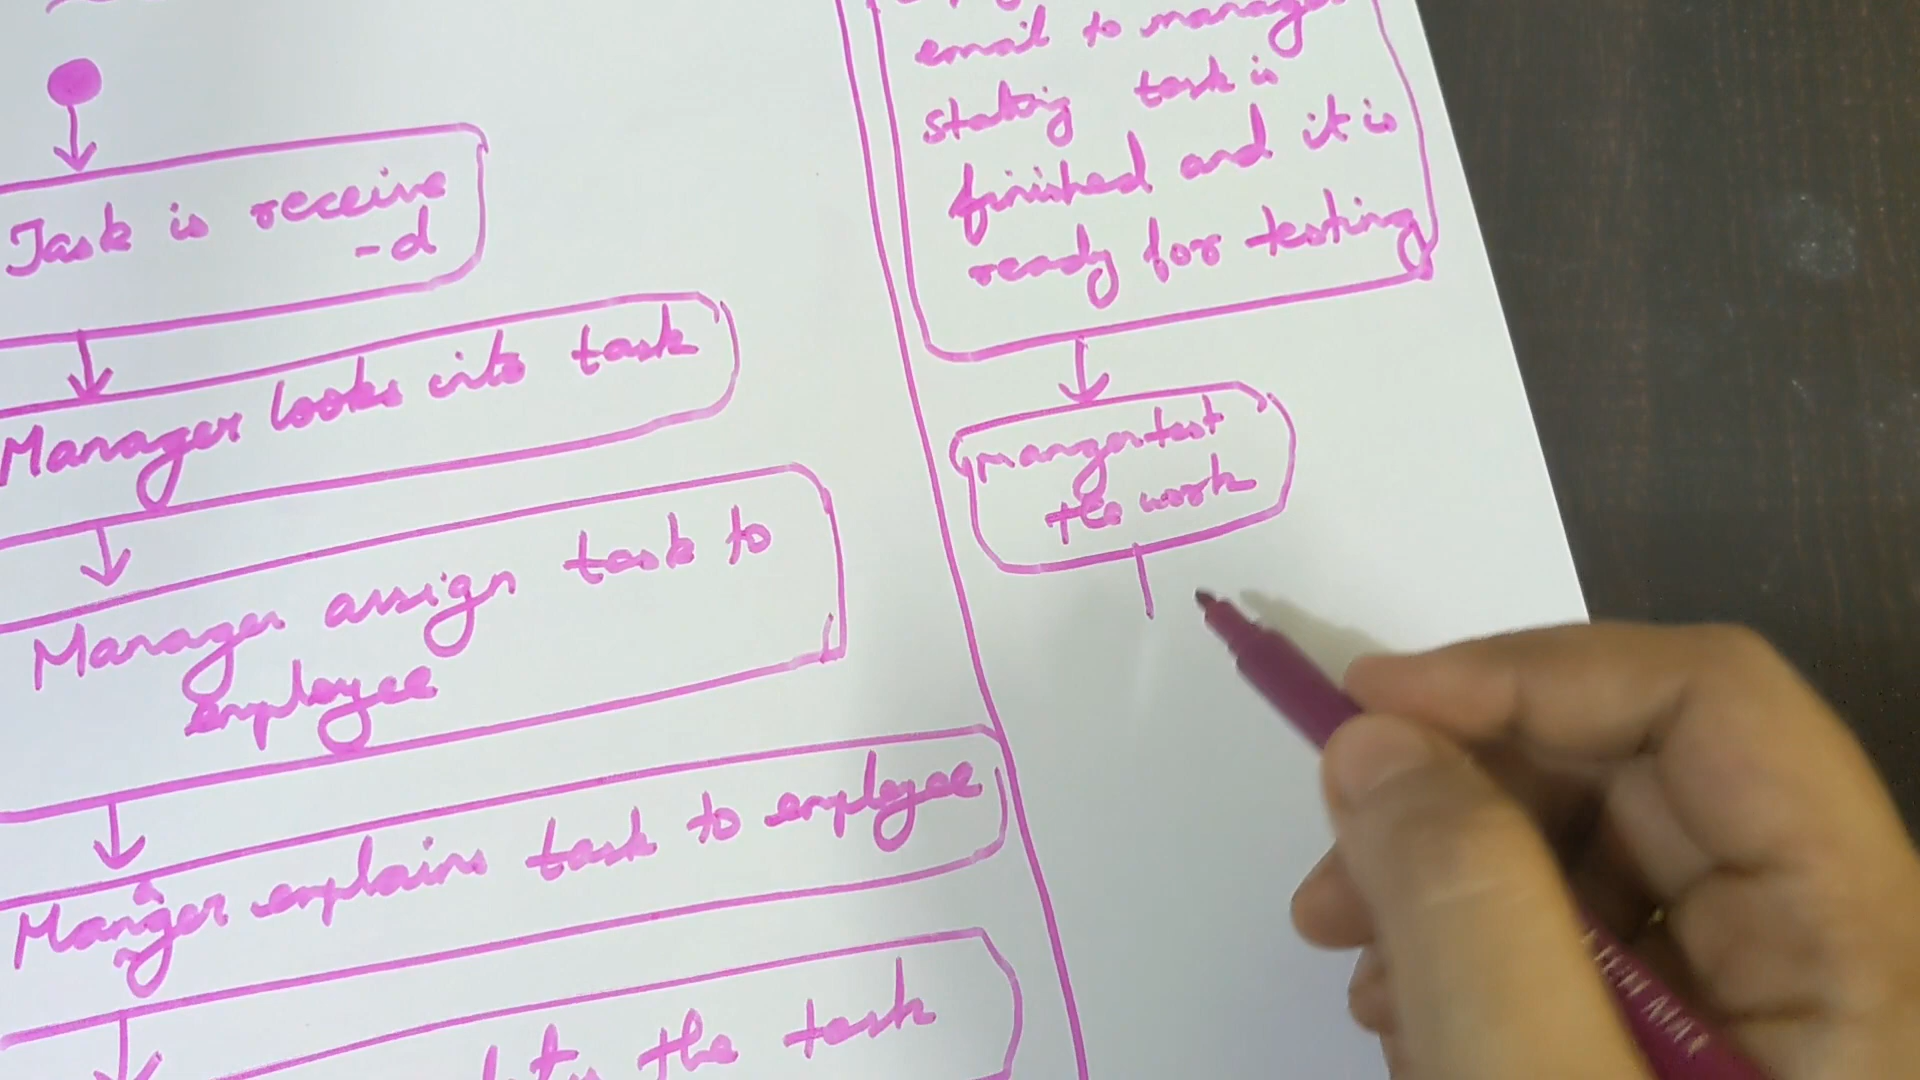 Task is receive
-d
Manager looks into task
Manager assign task to
employee
Manager explains task to employee
the task
email to manager
stating task is
finished and it is
ready for testing
manger test
the work